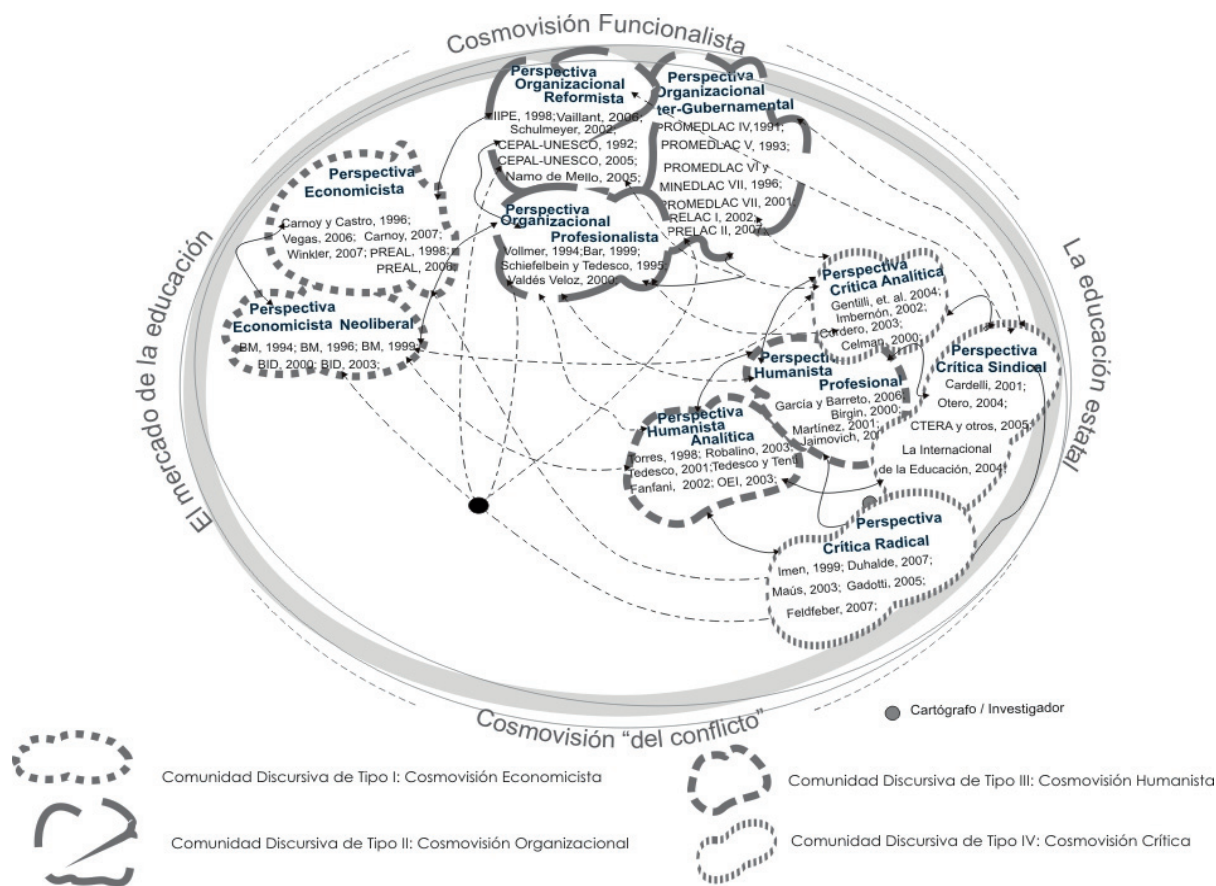 Cosmovisión Funcionalista
El mercado de la educación
La educación estatal
Cosmovisión “del conflicto”
Perspectiva
Organizacional
Reformista
IIPE, 1998; Vaillant, 2006;
Schulmeyer, 2002;
CEPAL-UNESCO, 1992;
CEPAL-UNESCO, 2005;
Namo de Mello, 2005;
Perspectiva
Organizacional
ter-Gubernamental
PROMEDLAC IV,1991;
PROMEDLAC V, 1993;
PROMEDLAC VI y
MINEDLAC VII, 1996;
PROMEDLAC VII, 2001;
RELAC I, 2002;
PRELAC II, 2007
Perspectiva
Economicista
Carnoy y Castro, 1996;
Vegas, 2006; Carnoy, 2007;
Winkler, 2007; PREAL, 1998;
PREAL, 2006;
Perspectiva
Organizacional
Profesionalista
Vollmer, 1994; Bar, 1999;
Schiefelbein y Tedesco, 1995;
Valdés Veloz, 2000;
Perspectiva
Economicista Neoliberal
BM, 1994; BM, 1996; BM, 1999;
BID, 2000; BID, 2003;
Perspectiva
Crítica Analítica
Gentilli, et. al. 2004;
Imbernón, 2002;
Cordero, 2003;
Celman, 2000;
Perspecti
Humanista
Profesional
García y Barreto, 2006;
Birgin, 2000;
Martínez, 2001;
Jaimovich, 20
Perspectiva
Crítica Sindical
Cardelli, 2001;
Otero, 2004;
CTERA y otros, 2005;
La Internacional
de la Educación, 2004;
Perspectiva
Humanista
Analítica
Torres, 1998; Robalino, 2003;
Tedesco, 2001;Tedesco y Tenti
Fanfani, 2002; OEI, 2003;
Perspectiva
Crítica Radical
Imen, 1999; Duhalde, 2007;
Maús, 2003; Gadotti, 2005;
Feldfeber, 2007;
Cartógrafo / Investigador
Comunidad Discursiva de Tipo I: Cosmovisión Economicista
Comunidad Discursiva de Tipo III: Cosmovisión Humanista
Comunidad Discursiva de Tipo II: Cosmovisión Organizacional
Comunidad Discursiva de Tipo IV: Cosmovisión Crítica